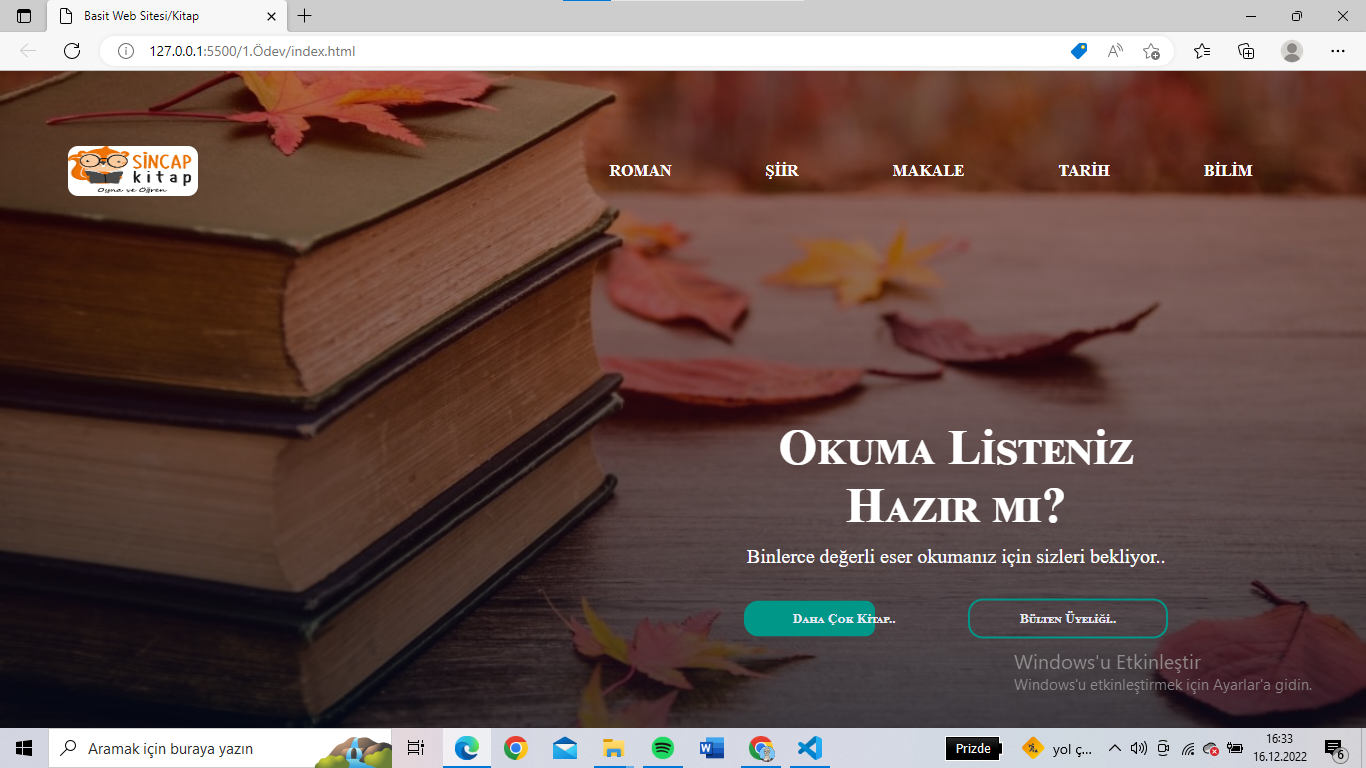 Basit Web Sitesi/Kitap
127.0.0.1:5500/1.Ödev/index.html
SİNCAP
kitap
Oyna ve Öğren
ROMAN
ŞİİR
MAKALE
TARİH
BİLİM
Okuma Listeniz
Hazır mı?
Binlerce değerli eser okumanız için sizleri bekliyor..
Daha Çok Kitap..
Bülten Üyeliği..
Windows'u Etkinleştir
Windows'u etkinleştirmek için Ayarlar'a gidin.
Aramak için buraya yazın
Prizde
yol ç...
16:33
16.12.2022
6